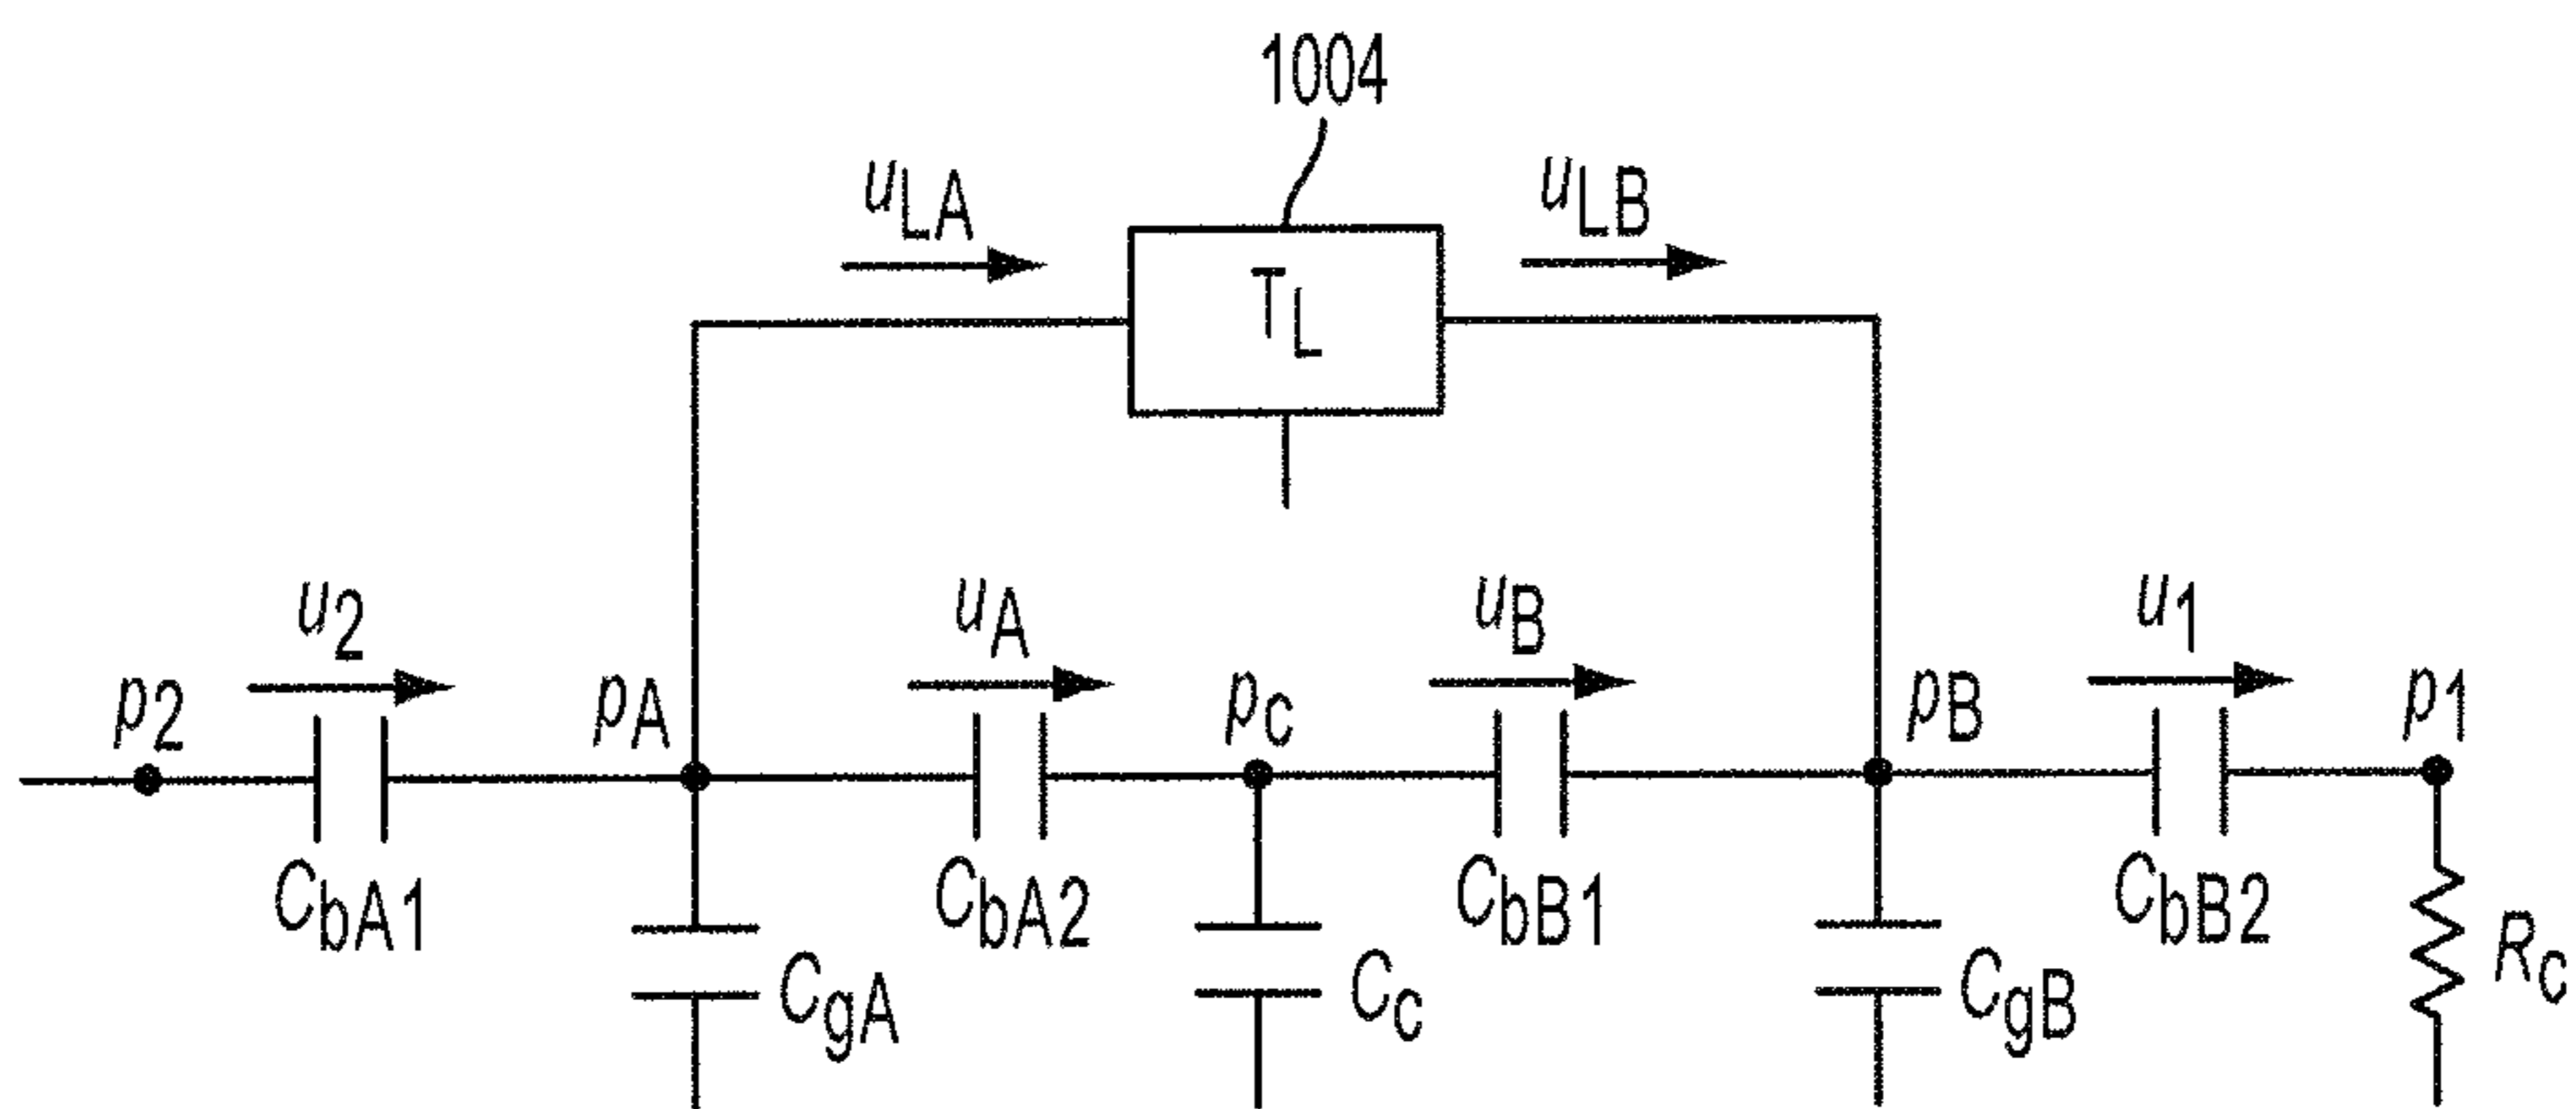 1004
uLA
uLB
TL
u2
uA
uB
u1
p2
pA
pc
pB
p1
CbA1
CbA2
CbB1
CbB2
CgA
Cc
CgB
Rc